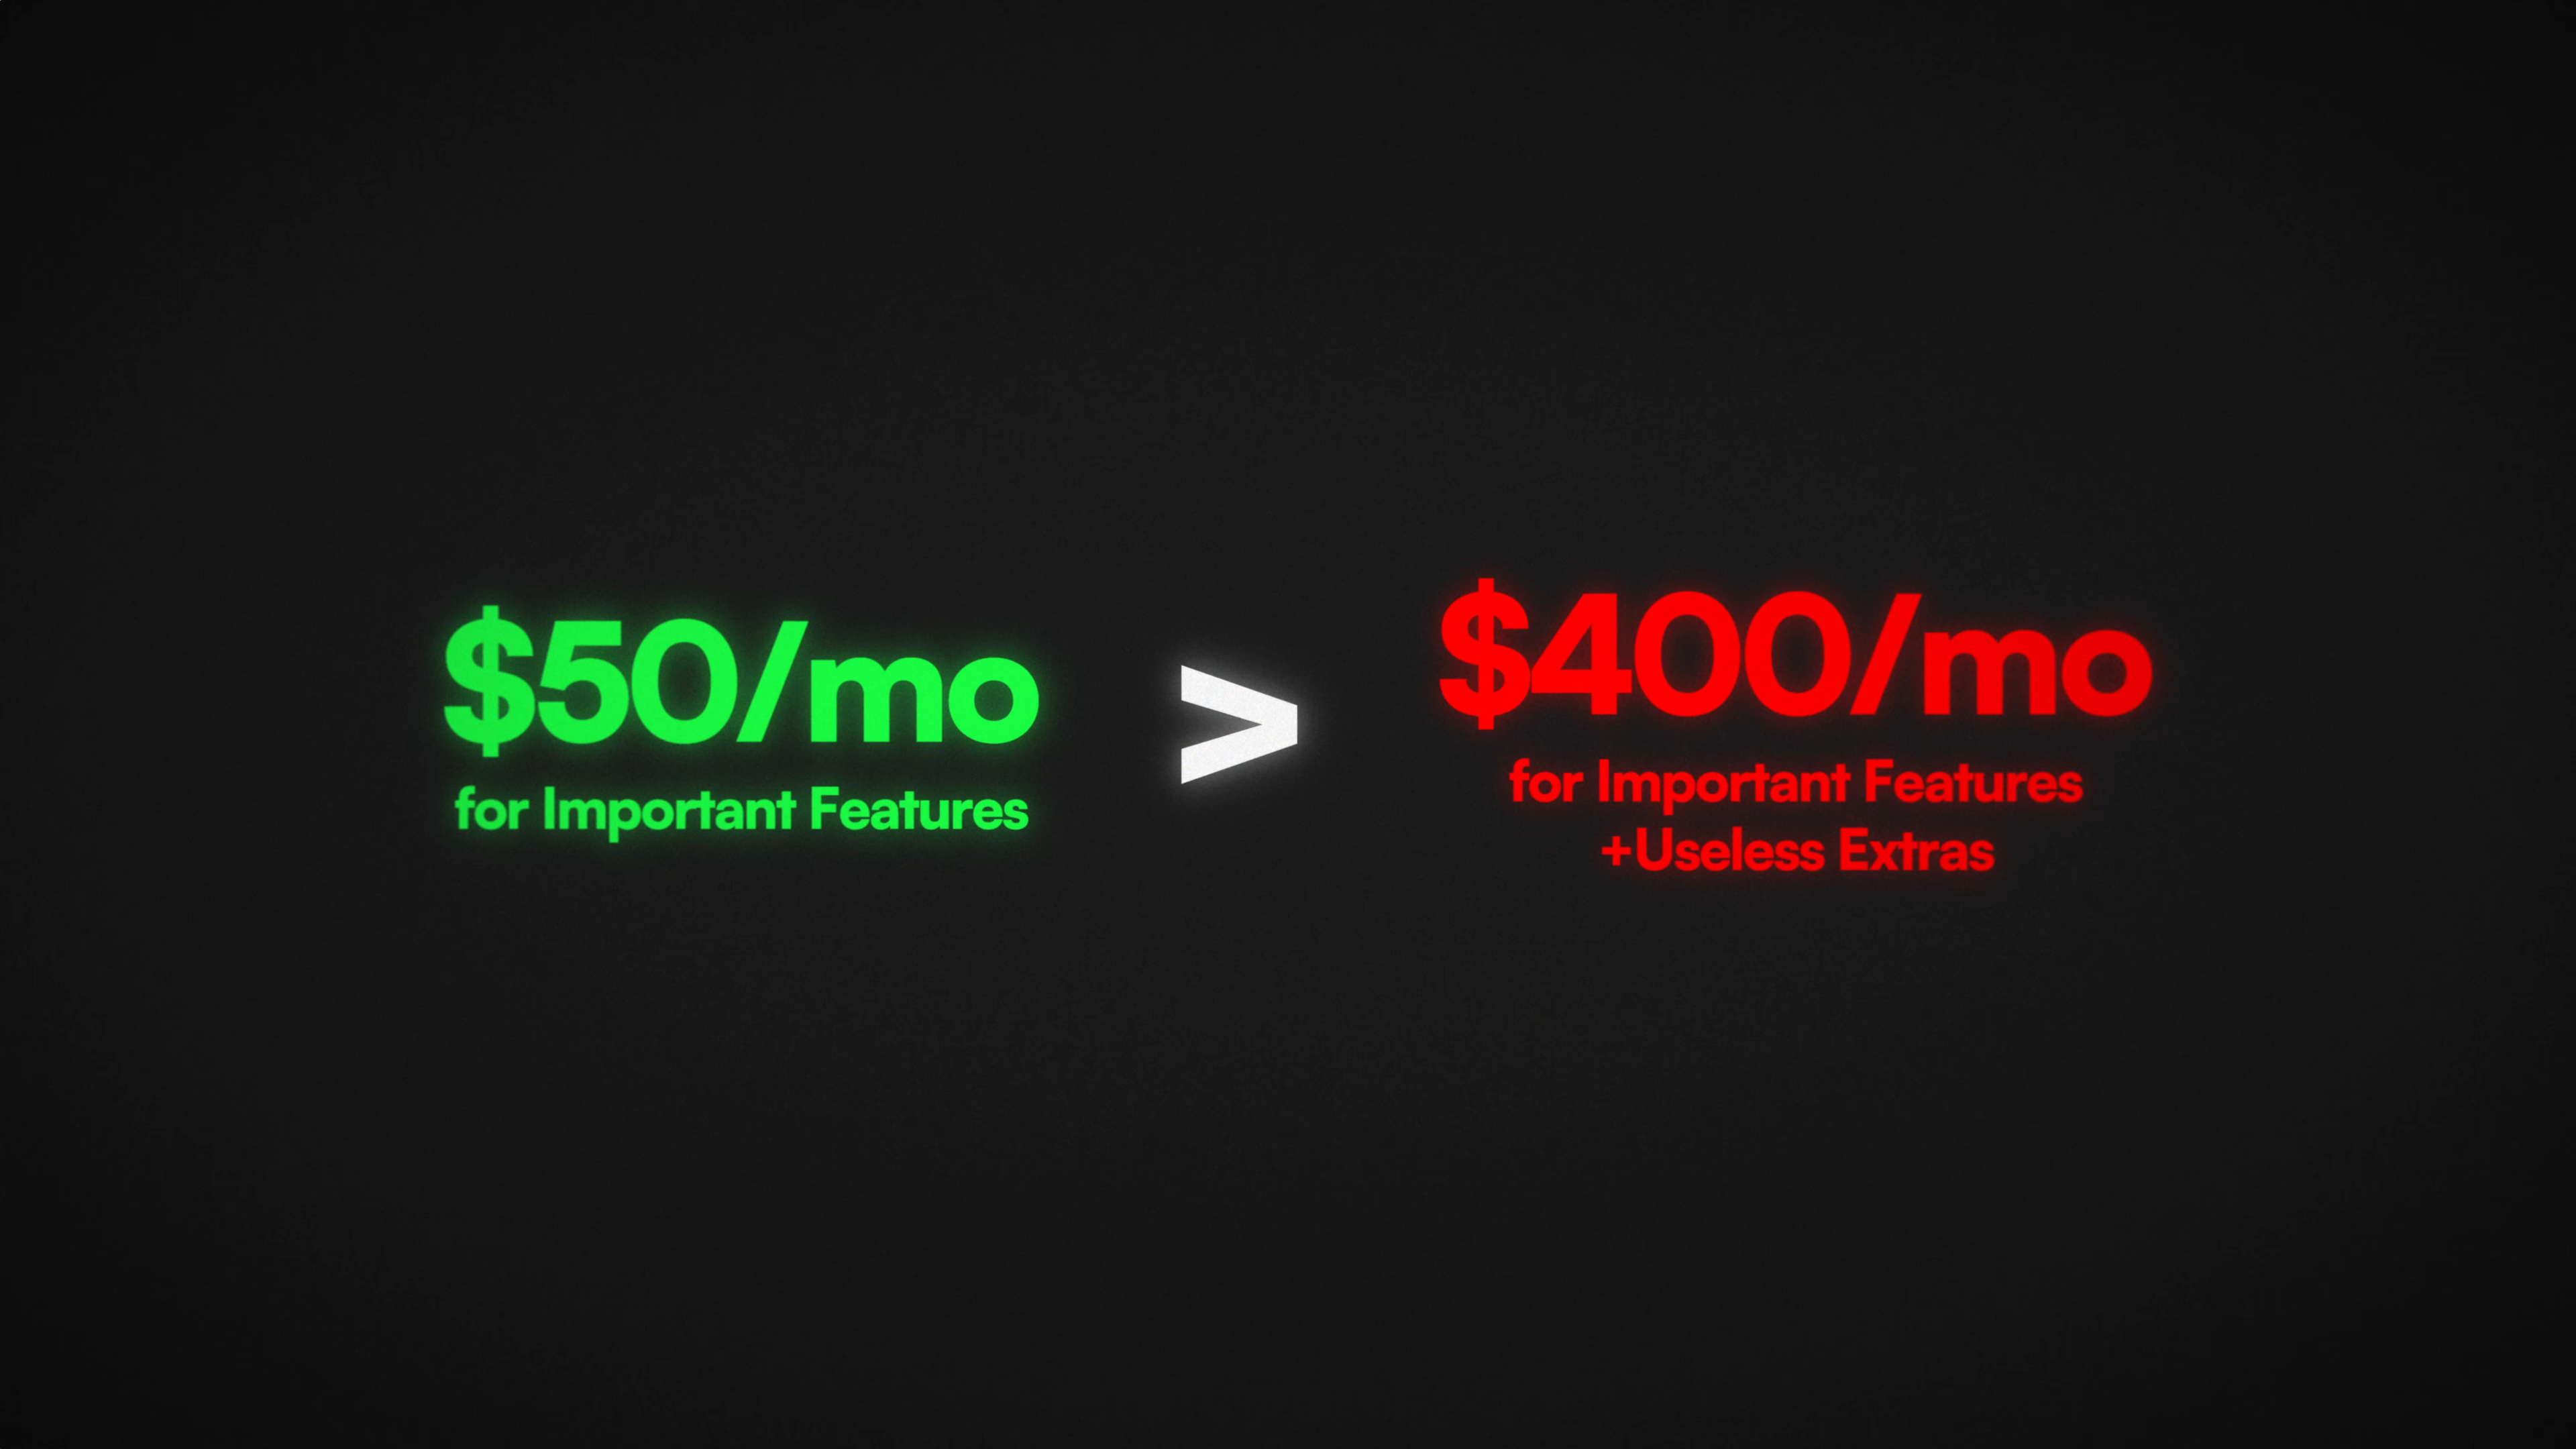 $50/mo
for Important Features
>
$400/mo
for Important Features
+Useless Extras